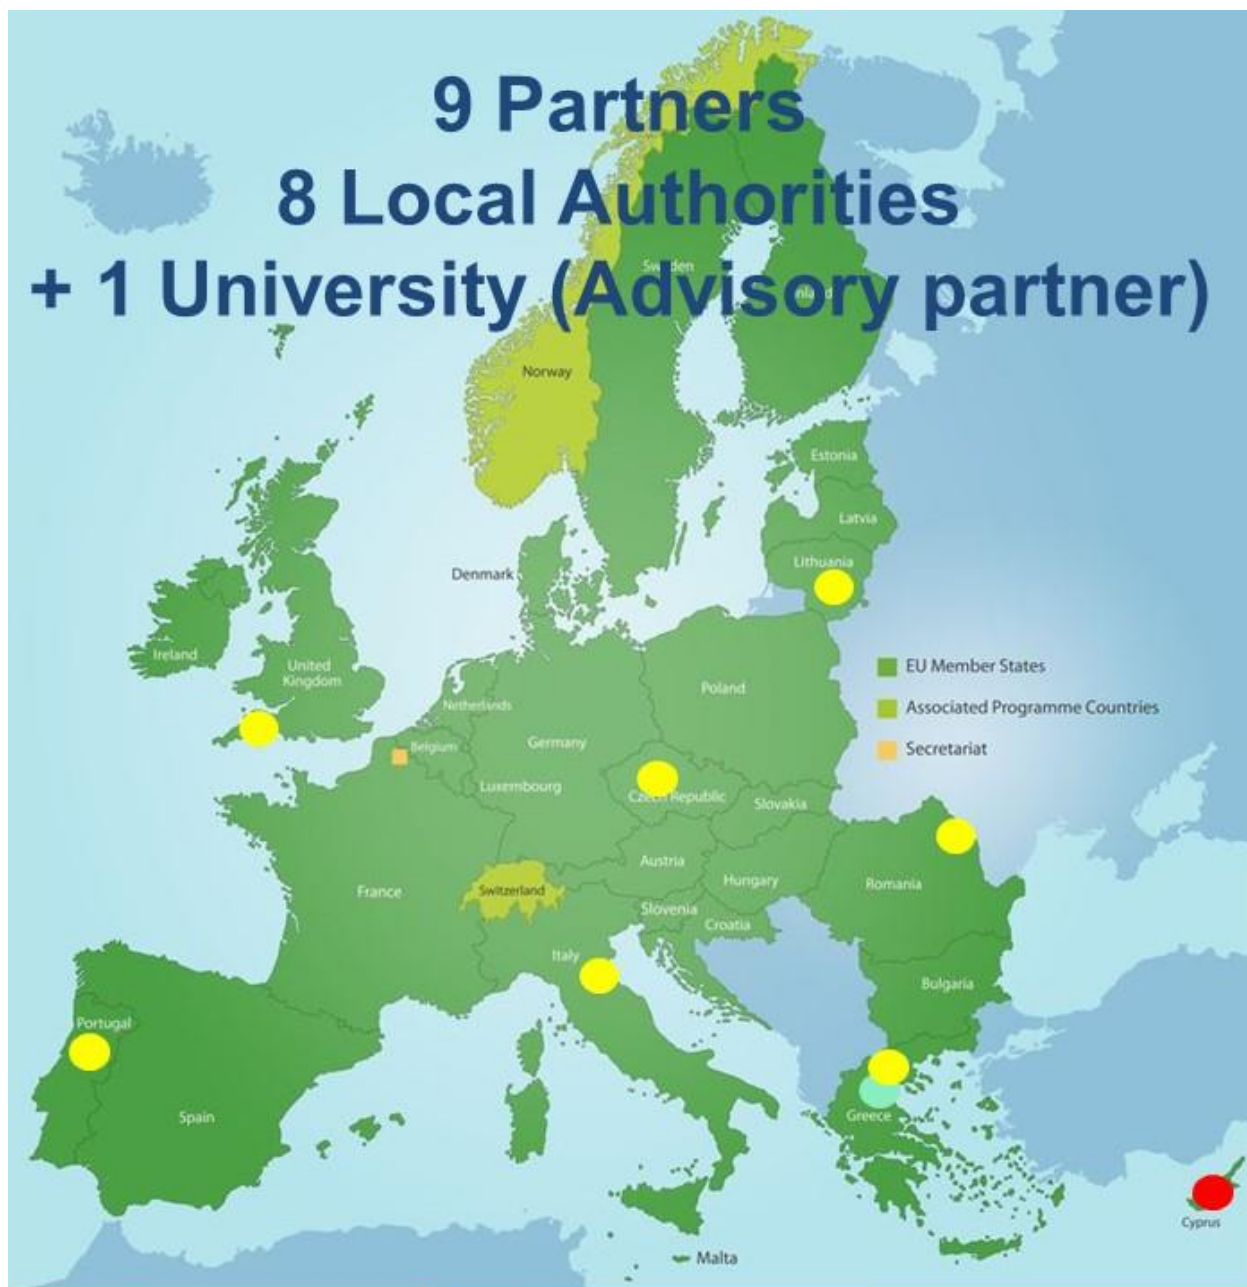 9 Partners
8 Local Authorities
+ 1 University (Advisory partner)
Sweden
Finland
Norway
Estonia
Latvia
Lithuania
Denmark
Ireland
United
Kingdom
Netherlands
Poland
EU Member States
Associated Programme Countries
Secretariat
Belgium
Germany
Luxembourg
Czech Republic
Slovakia
Austria
Hungary
Romania
France
Switzerland
Slovenia
Croatia
Italy
Bulgaria
Portugal
Spain
Greece
Cyprus
Malta